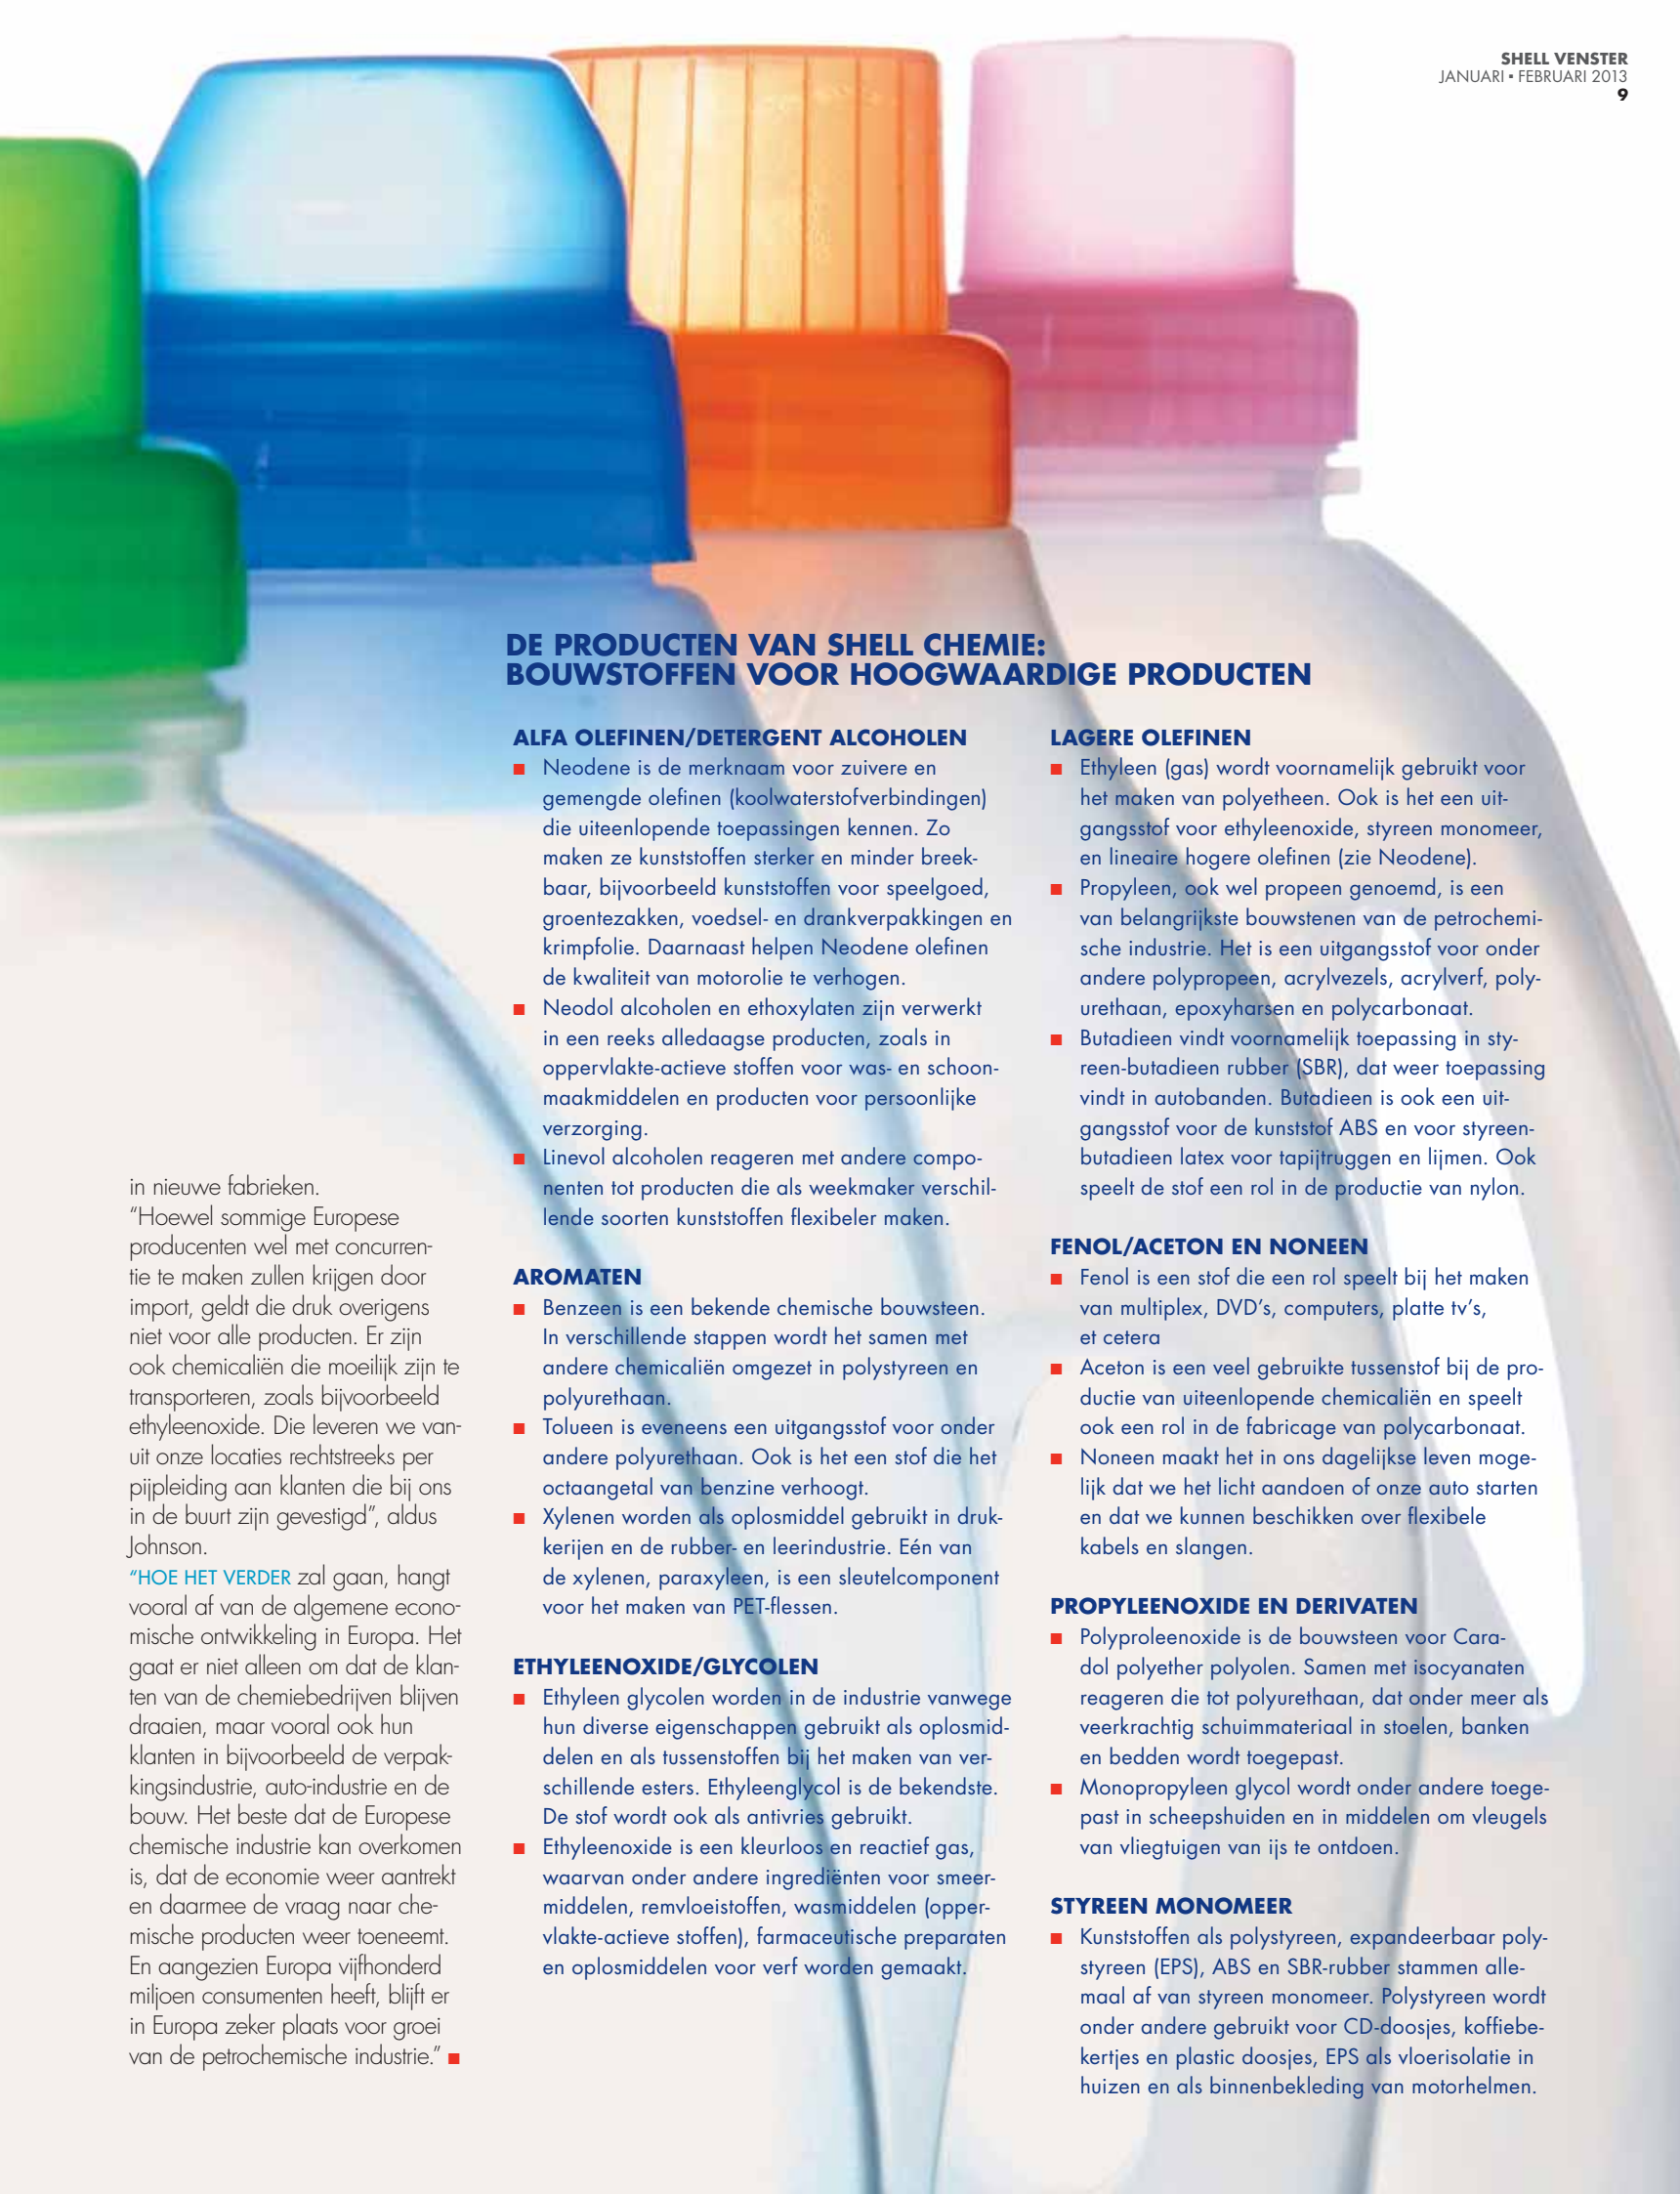 SHELL VENSTER
JANUARI ▪ FEBRUARI 2013
9
in nieuwe fabrieken.
“Hoewel sommige Europese
producenten wel met concurren-
tie te maken zullen krijgen door
import, geldt die druk overigens
niet voor alle producten. Er zijn
ook chemicaliën die moeilijk zijn te
transporteren, zoals bijvoorbeeld
ethyleenoxide. Die leveren we van-
uit onze locaties rechtstreeks per
pijpleiding aan klanten die bij ons
in de buurt zijn gevestigd”, aldus
Johnson.
“HOE HET VERDER zal gaan, hangt
vooral af van de algemene econo-
mische ontwikkeling in Europa. Het
gaat er niet alleen om dat de klan-
ten van de chemiebedrijven blijven
draaien, maar vooral ook hun
klanten in bijvoorbeeld de verpak-
kingsindustrie, auto-industrie en de
bouw. Het beste dat de Europese
chemische industrie kan overkomen
is, dat de economie weer aantrekt
en daarmee de vraag naar che-
mische producten weer toeneemt.
En aangezien Europa vijfhonderd
miljoen consumenten heeft, blijft er
in Europa zeker plaats voor groei
van de petrochemische industrie.” ■
DE PRODUCTEN VAN SHELL CHEMIE:
BOUWSTOFFEN VOOR HOOGWAARDIGE PRODUCTEN
ALFA OLEFINEN/DETERGENT ALCOHOLEN
■ Neodene is de merknaam voor zuivere en
gemengde olefinen (koolwaterstofverbindingen)
die uiteenlopende toepassingen kennen. Zo
maken ze kunststoffen sterker en minder breek-
baar, bijvoorbeeld kunststoffen voor speelgoed,
groentezakken, voedsel- en drankverpakkingen en
krimpfolie. Daarnaast helpen Neodene olefinen
de kwaliteit van motorolie te verhogen.
■ Neodol alcoholen en ethoxylaten zijn verwerkt
in een reeks alledaagse producten, zoals in
oppervlakte-actieve stoffen voor was- en schoon-
maakmiddelen en producten voor persoonlijke
verzorging.
■ Linevol alcoholen reageren met andere compo-
nenten tot producten die als weekmaker verschil-
lende soorten kunststoffen flexibeler maken.
AROMATEN
■ Benzeen is een bekende chemische bouwsteen.
In verschillende stappen wordt het samen met
andere chemicaliën omgezet in polystyreen en
polyurethaan.
■ Tolueen is eveneens een uitgangsstof voor onder
andere polyurethaan. Ook is het een stof die het
octaangetal van benzine verhoogt.
■ Xylenen worden als oplosmiddel gebruikt in druk-
kerijen en de rubber- en leerindustrie. Eén van
de xylenen, paraxyleen, is een sleutelcomponent
voor het maken van PET-flessen.
ETHYLEENOXIDE/GLYCOLEN
■ Ethyleen glycolen worden in de industrie vanwege
hun diverse eigenschappen gebruikt als oplosmid-
delen en als tussenstoffen bij het maken van ver-
schillende esters. Ethyleenglycol is de bekendste.
De stof wordt ook als antivries gebruikt.
■ Ethyleenoxide is een kleurloos en reactief gas,
waarvan onder andere ingrediënten voor smeer-
middelen, remvloeistoffen, wasmiddelen (opper-
vlakte-actieve stoffen), farmaceutische preparaten
en oplosmiddelen voor verf worden gemaakt.
LAGERE OLEFINEN
■ Ethyleen (gas) wordt voornamelijk gebruikt voor
het maken van polyetheen. Ook is het een uit-
gangsstof voor ethyleenoxide, styreen monomeer,
en lineaire hogere olefinen (zie Neodene).
■ Propyleen, ook wel propeen genoemd, is een
van belangrijkste bouwstenen van de petrochemi-
sche industrie. Het is een uitgangsstof voor onder
andere polypropeen, acrylvezels, acrylverf, poly-
urethaan, epoxyharsen en polycarbonaat.
■ Butadieen vindt voornamelijk toepassing in sty-
reen-butadieen rubber (SBR), dat weer toepassing
vindt in autobanden. Butadieen is ook een uit-
gangsstof voor de kunststof ABS en voor styreen-
butadieen latex voor tapijtruggen en lijmen. Ook
speelt de stof een rol in de productie van nylon.
FENOL/ACETON EN NONEEN
■ Fenol is een stof die een rol speelt bij het maken
van multiplex, DVD’s, computers, platte tv’s,
et cetera
■ Aceton is een veel gebruikte tussenstof bij de pro-
ductie van uiteenlopende chemicaliën en speelt
ook een rol in de fabricage van polycarbonaat.
■ Noneen maakt het in ons dagelijkse leven moge-
lijk dat we het licht aandoen of onze auto starten
en dat we kunnen beschikken over flexibele
kabels en slangen.
PROPYLEENOXIDE EN DERIVATEN
■ Polyproleenoxide is de bouwsteen voor Cara-
dol polyether polyolen. Samen met isocyanaten
reageren die tot polyurethaan, dat onder meer als
veerkrachtig schuimmateriaal in stoelen, banken
en bedden wordt toegepast.
■ Monopropyleen glycol wordt onder andere toege-
past in scheepshuiden en in middelen om vleugels
van vliegtuigen van ijs te ontdoen.
STYREEN MONOMEER
■ Kunststoffen als polystyreen, expandeerbaar poly-
styreen (EPS), ABS en SBR-rubber stammen alle-
maal af van styreen monomeer. Polystyreen wordt
onder andere gebruikt voor CD-doosjes, koffiebe-
kertjes en plastic doosjes, EPS als vloerisolatie in
huizen en als binnenbekleding van motorhelmen.